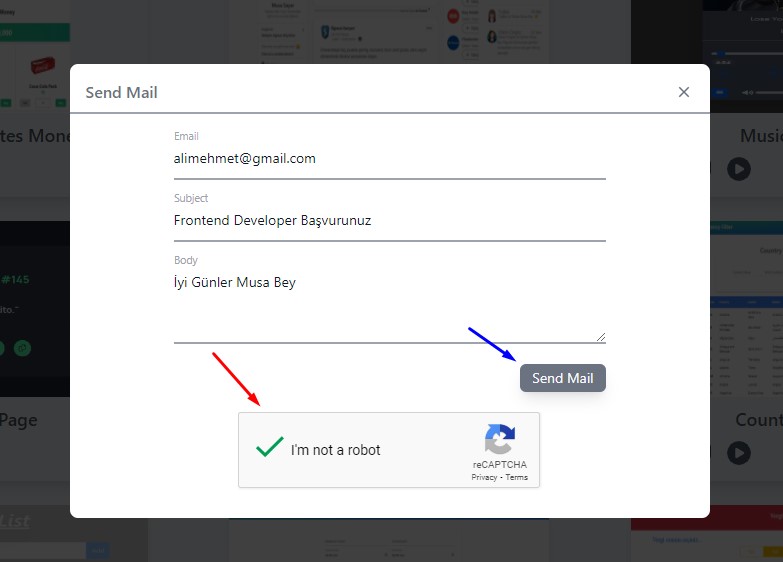 Send Mail
Email
alimehmet@gmail.com
Subject
Frontend Developer Başvurunuz
Body
İyi Günler Musa Bey
Send Mail
I'm not a robot
reCAPTCHA
Privacy - Terms
tes Mone
Music
#145
ito."
Page
Count
List
Country